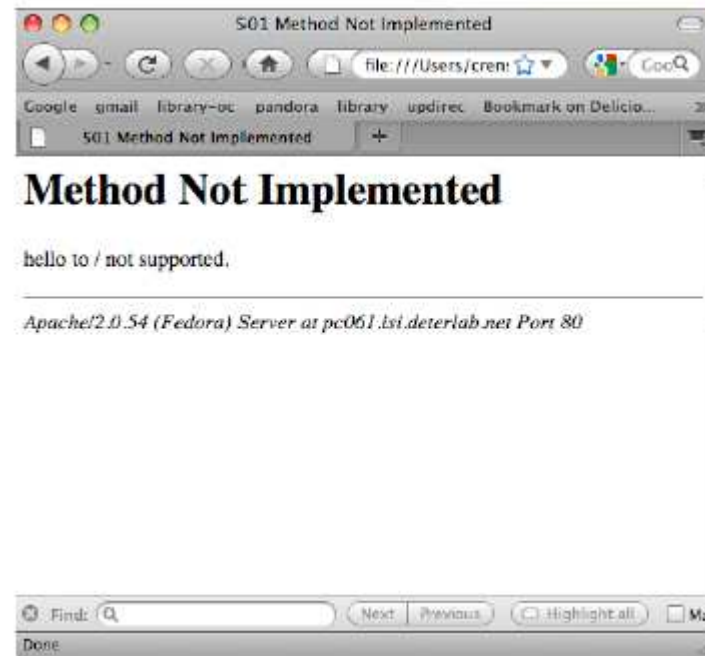 501 Method Not Implemented
file:///Users/cren:
Goo
Google gmail library-oc pandora library updirec Bookmark on Delicio...
501 Method Not Implemented +
Method Not Implemented
hello to / not supported.
Apache/2.0.54 (Fedora) Server at pc061.isi.deterlab.net Port 80
Find: Next Previous Highlight all Ma
Done